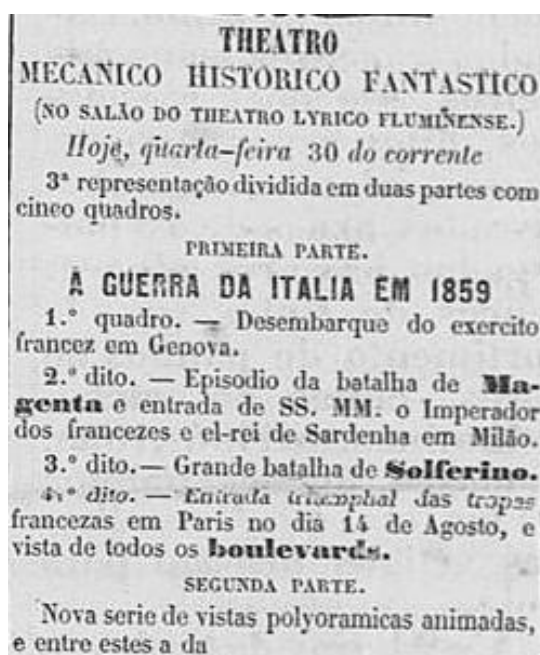 THEATRO
MECANICO HISTORICO FANTASTICO
(NO SALÃO DO THEATRO LYRICO FLUMINENSE.)
Hoje, quarta-feira 30 do corrente
3ª representação dividida em duas partes com
cinco quadros.
PRIMEIRA PARTE.
A GUERRA DA ITALIA EM 1859
1.º quadro. — Desembarque do exercito
francez em Genova.
2.º dito. — Episodio da batalha de Ma-
genta e entrada de SS. MM. o Imperador
dos francezes e el-rei de Sardenha em Milão.
3.º dito. — Grande batalha de Solferino.
4.º dito. — Entrada triumphal das tropas
francezas em Paris no dia 14 de Agosto, e
vista de todos os boulevards.
SEGUNDA PARTE.
Nova serie de vistas polyoramicas animadas,
e entre estes a da